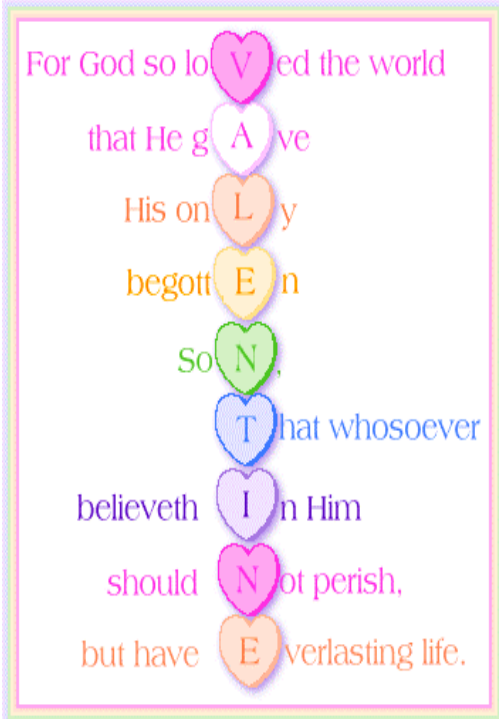 For God so loVed the world
that He gAve
His onLy
begottEn
SoN,
That whosoever
believeth In Him
should Not perish,
but have Everlasting life.